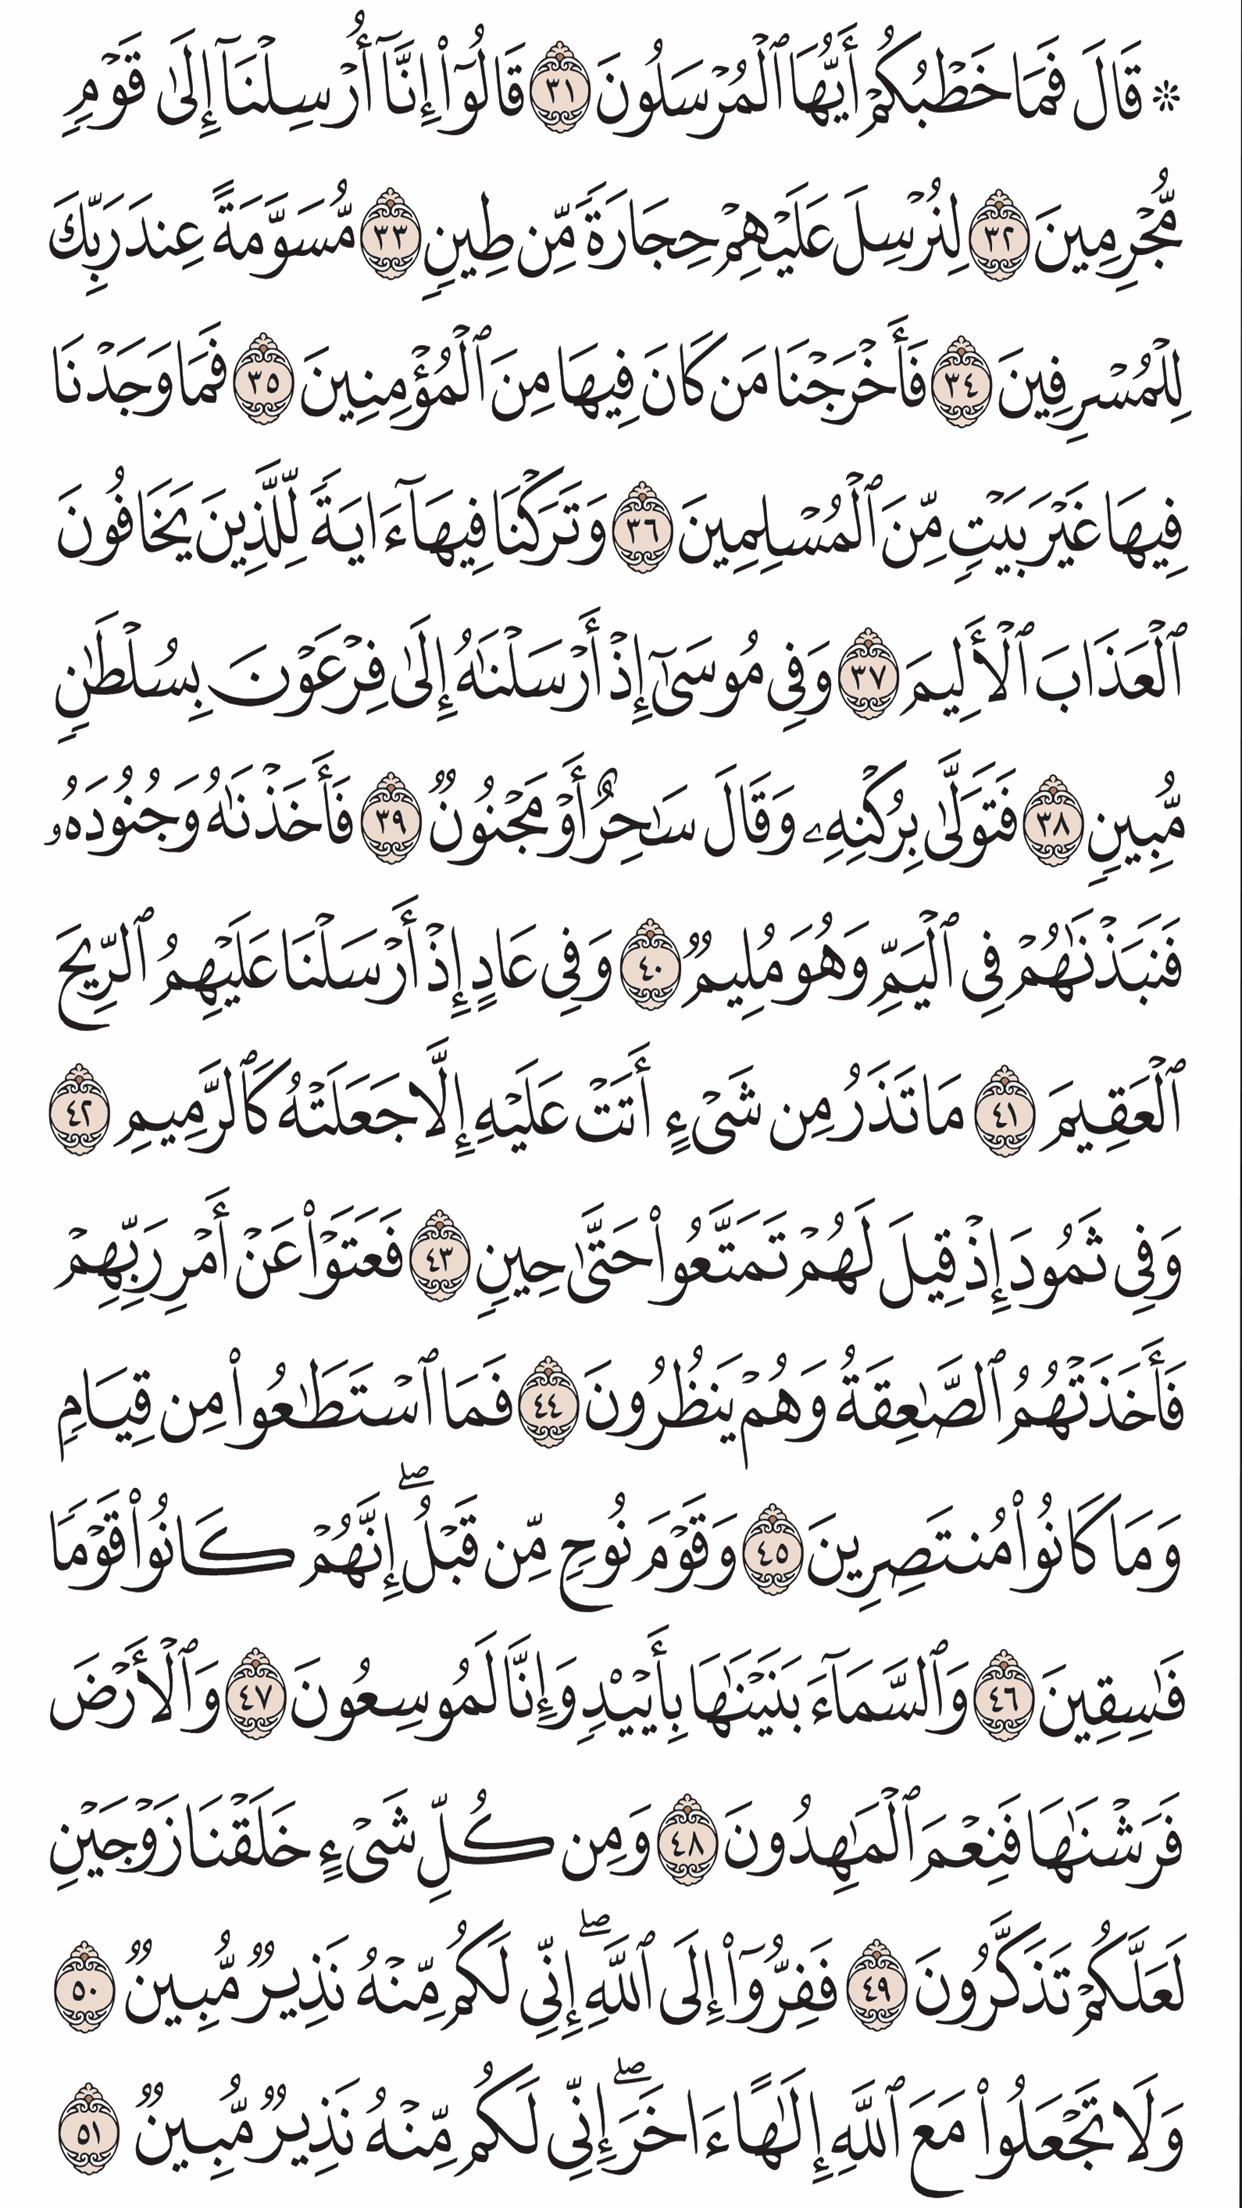 ۞ قَالَ فَمَا خَطْبُكُمْ أَيُّهَا ٱلْمُرْسَلُونَ ٣١ قَالُوٓا۟ إِنَّآ أُرْسِلْنَآ إِلَىٰ قَوْمٍ
مُّجْرِمِينَ ٣٢ لِنُرْسِلَ عَلَيْهِمْ حِجَارَةً مِّن طِينٍ ٣٣ مُّسَوَّمَةً عِندَ رَبِّكَ
لِلْمُسْرِفِينَ ٣٤ فَأَخْرَجْنَا مَن كَانَ فِيهَا مِنَ ٱلْمُؤْمِنِينَ ٣٥ فَمَا وَجَدْنَا
فِيهَا غَيْرَ بَيْتٍ مِّنَ ٱلْمُسْلِمِينَ ٣٦ وَتَرَكْنَا فِيهَآ ءَايَةً لِّلَّذِينَ يَخَافُونَ
ٱلْعَذَابَ ٱلْأَلِيمَ ٣٧ وَفِى مُوسَىٰٓ إِذْ أَرْسَلْنَٰهُ إِلَىٰ فِرْعَوْنَ بِسُلْطَٰنٍ
مُّبِينٍ ٣٨ فَتَوَلَّىٰ بِرُكْنِهِۦ وَقَالَ سَٰحِرٌ أَوْ مَجْنُونٌ ٣٩ فَأَخَذْنَٰهُ وَجُنُودَهُۥ
فَنَبَذْنَٰهُمْ فِى ٱلْيَمِّ وَهُوَ مُلِيمٌ ٤٠ وَفِى عَادٍ إِذْ أَرْسَلْنَا عَلَيْهِمُ ٱلرِّيحَ
ٱلْعَقِيمَ ٤١ مَا تَذَرُ مِن شَىْءٍ أَتَتْ عَلَيْهِ إِلَّا جَعَلَتْهُ كَٱلرَّمِيمِ ٤٢
وَفِى ثَمُودَ إِذْ قِيلَ لَهُمْ تَمَتَّعُوا۟ حَتَّىٰ حِينٍ ٤٣ فَعَتَوْا۟ عَنْ أَمْرِ رَبِّهِمْ
فَأَخَذَتْهُمُ ٱلصَّٰعِقَةُ وَهُمْ يَنظُرُونَ ٤٤ فَمَا ٱسْتَطَٰعُوا۟ مِن قِيَامٍ
وَمَا كَانُوا۟ مُنتَصِرِينَ ٤٥ وَقَوْمَ نُوحٍ مِّن قَبْلُ ۖ إِنَّهُمْ كَانُوا۟ قَوْمًا
فَٰسِقِينَ ٤٦ وَٱلسَّمَآءَ بَنَيْنَٰهَا بِأَيْي۟دٍ وَإِنَّا لَمُوسِعُونَ ٤٧ وَٱلْأَرْضَ
فَرَشْنَٰهَا فَنِعْمَ ٱلْمَٰهِدُونَ ٤٨ وَمِن كُلِّ شَىْءٍ خَلَقْنَا زَوْجَيْنِ
لَعَلَّكُمْ تَذَكَّرُونَ ٤٩ فَفِرُّوٓا۟ إِلَى ٱللَّهِ ۖ إِنِّى لَكُم مِّنْهُ نَذِيرٌ مُّبِينٌ ٥٠
وَلَا تَجْعَلُوا۟ مَعَ ٱللَّهِ إِلَٰهًا ءَاخَرَ ۖ إِنِّى لَكُم مِّنْهُ نَذِيرٌ مُّبِينٌ ٥١